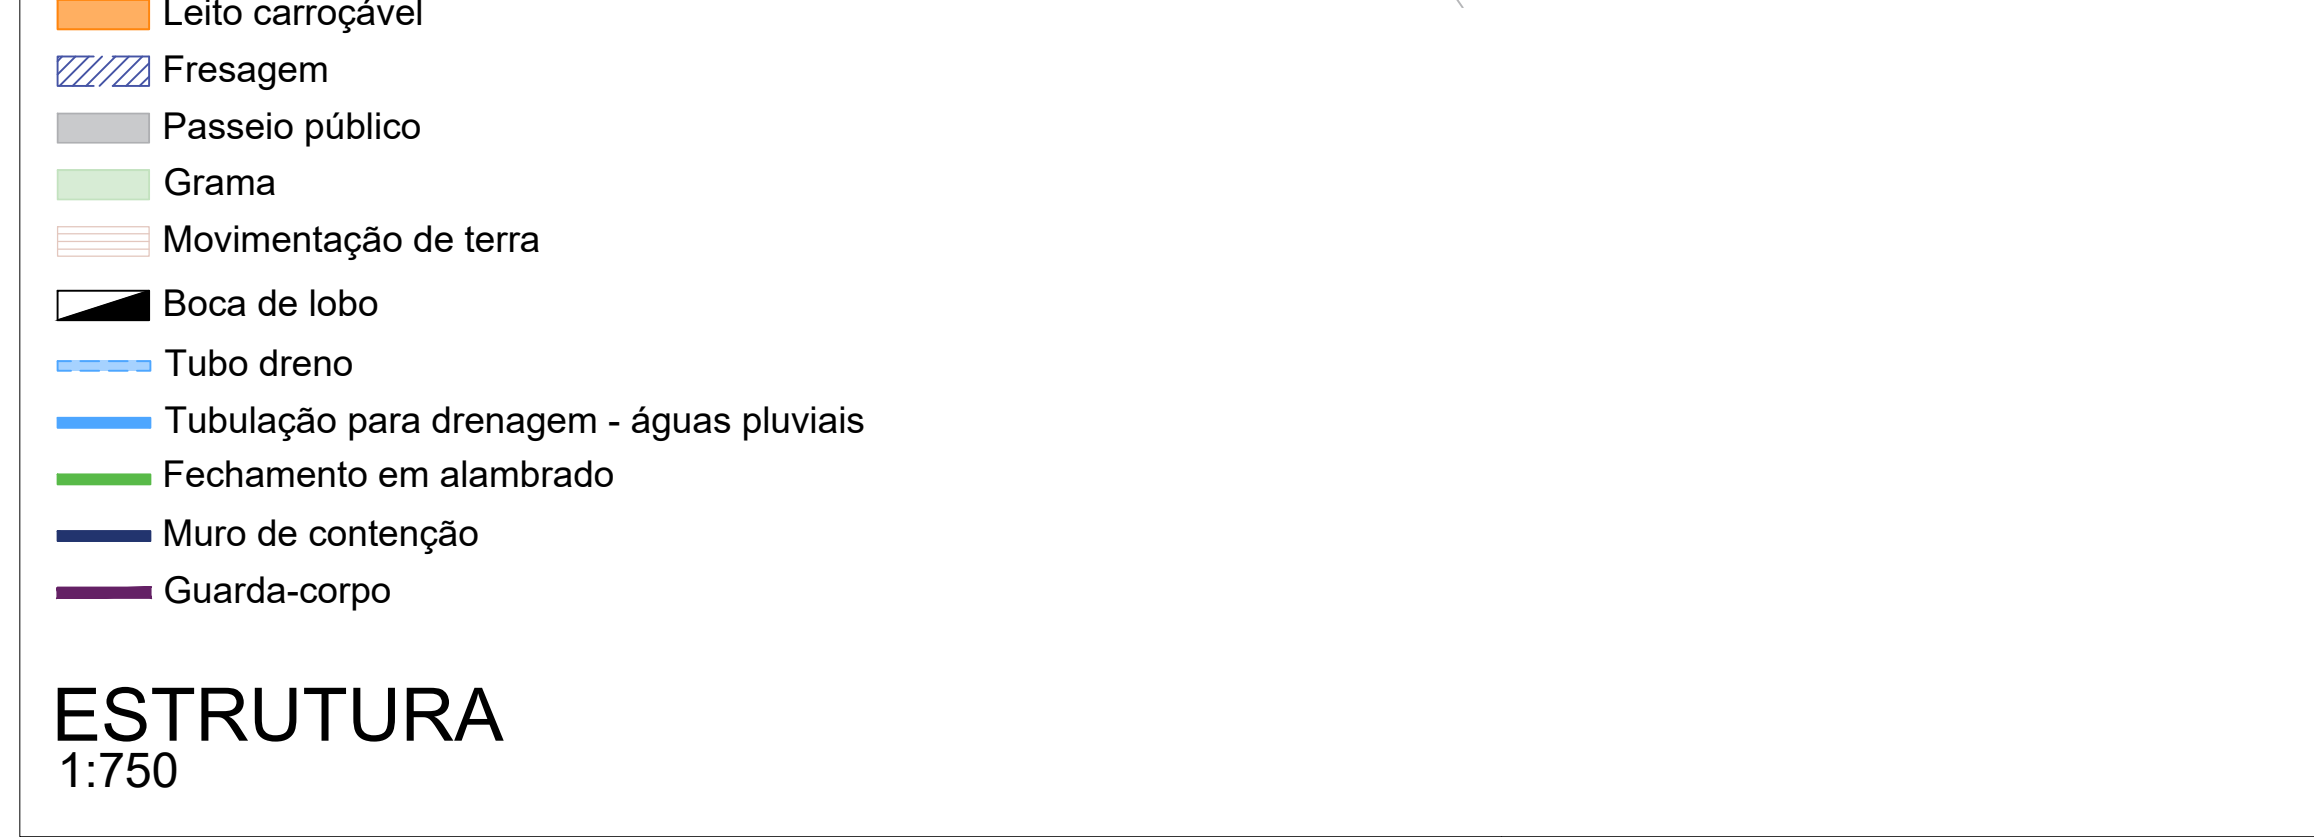 Leito carroçável
Fresagem
Passeio público
Grama
Movimentação de terra
Boca de lobo
Tubo dreno
Tubulação para drenagem - águas pluviais
Fechamento em alambrado
Muro de contenção
Guarda-corpo
ESTRUTURA
1:750